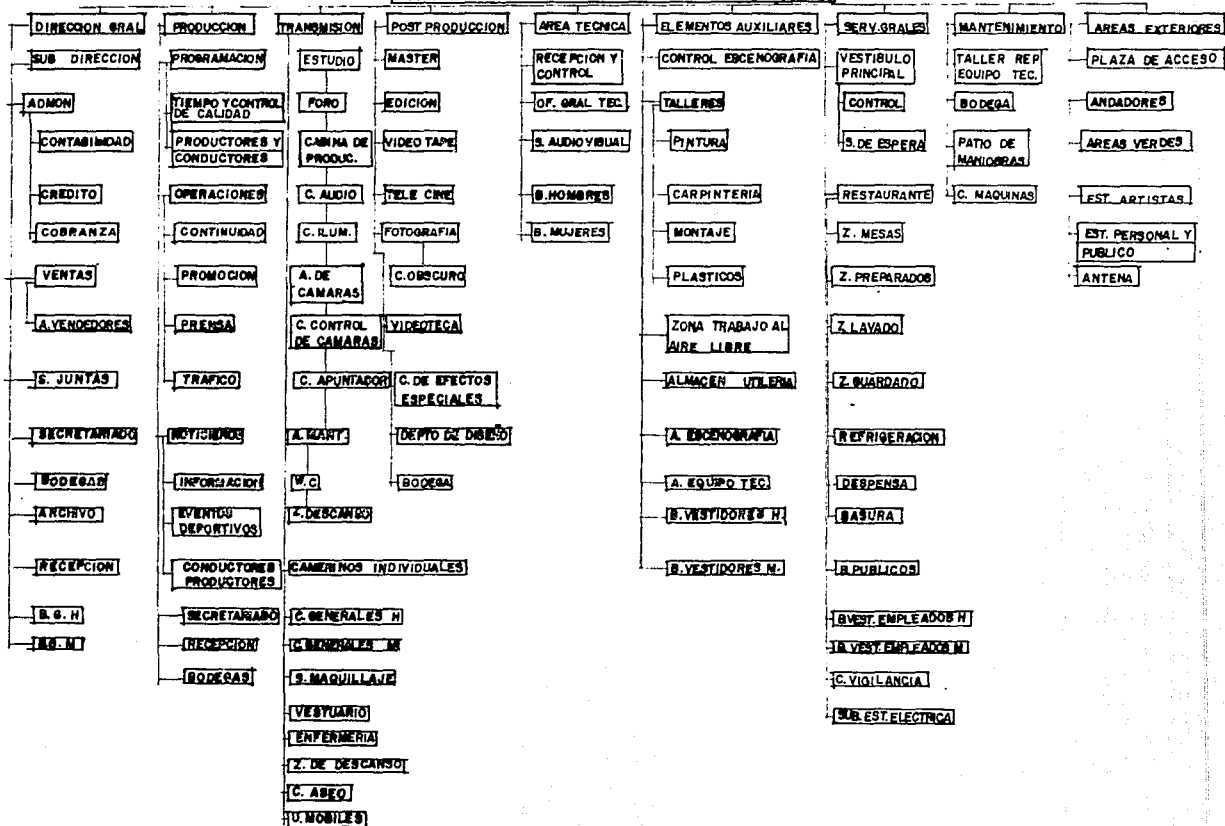 DIRECCION GRAL
SUB DIRECCION
ADMON
CONTABILIDAD
CREDITO
COBRANZA
VENTAS
A. VENDEDORES
S. JUNTAS
SECRETARIADO
BODEGAS
ARCHIVO
RECEPCION
B. G. H
B.G. M
PRODUCCION
PROGRAMACION
TIEMPO Y CONTROL
DE CALIDAD
PRODUCTORES Y
CONDUCTORES
OPERACIONES
CONTINUIDAD
PROMOCION
PRENSA
TRAFICO
NOTICIEROS
INFORMACION
EVENTOS
DEPORTIVOS
CONDUCTORES
PRODUCTORES
SECRETARIADO
RECEPCION
BODEGAS
TRANSMISION
ESTUDIO
FORO
CABINA DE
PRODUC.
C. AUDIO
C. ILUM.
A. DE
CAMARAS
C. CONTROL
DE CAMARAS
C. APUNTADOR
A. MANT.
W.C
Z. DESCANSO
CAMERINOS INDIVIDUALES
C. GENERALES H
C. GENERALES M
S. MAQUILLAJE
VESTUARIO
ENFERMERIA
Z. DE DESCANSO
C. ASEO
U. MOBILES
POST PRODUCCION
MASTER
EDICION
VIDEO TAPE
TELE CINE
FOTOGRAFIA
C. OBSCURO
VIDEOTECA
C. DE EFECTOS
ESPECIALES
DEPTO DE DISEÑO
BODEGA
AREA TECNICA
RECEPCION Y
CONTROL
OF. GRAL TEC.
S. AUDIO VISUAL
B. HOMBRES
B. MUJERES
ELEMENTOS AUXILIARES
CONTROL ESCENOGRAFIA
TALLERES
PINTURA
CARPINTERIA
MONTAJE
PLASTICOS
ZONA TRABAJO AL
AIRE LIBRE
ALMACEN UTILERIA
A. ESCENOGRAFIA
A. EQUIPO TEC.
B. VESTIDORES H.
B. VESTIDORES M.
SERV. GRALES
VESTIBULO
PRINCIPAL
CONTROL
S. DE ESPERA
RESTAURANTE
Z. MESAS
Z. PREPARADOS
Z. LAVADO
Z. GUARDADO
REFRIGERACION
DESPENSA
BASURA
B. PUBLICOS
B. VEST. EMPLEADOS H
B. VEST. EMPLEADOS M
C. VIGILANCIA
SUB. EST. ELECTRICA
MANTENIMIENTO
TALLER REP
EQUIPO TEC.
BODEGA
PATIO DE
MANIOBRAS
C. MAQUINAS
AREAS EXTERIORES
PLAZA DE ACCESO
ANDADORES
AREAS VERDES
EST. ARTISTAS
EST. PERSONAL Y
PUBLICO
ANTENA